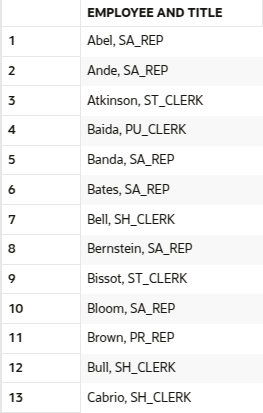 EMPLOYEE AND TITLE
1 Abel, SA_REP
2 Ande, SA_REP
3 Atkinson, ST_CLERK
4 Baida, PU_CLERK
5 Banda, SA_REP
6 Bates, SA_REP
7 Bell, SH_CLERK
8 Bernstein, SA_REP
9 Bissot, ST_CLERK
10 Bloom, SA_REP
11 Brown, PR_REP
12 Bull, SH_CLERK
13 Cabrio, SH_CLERK